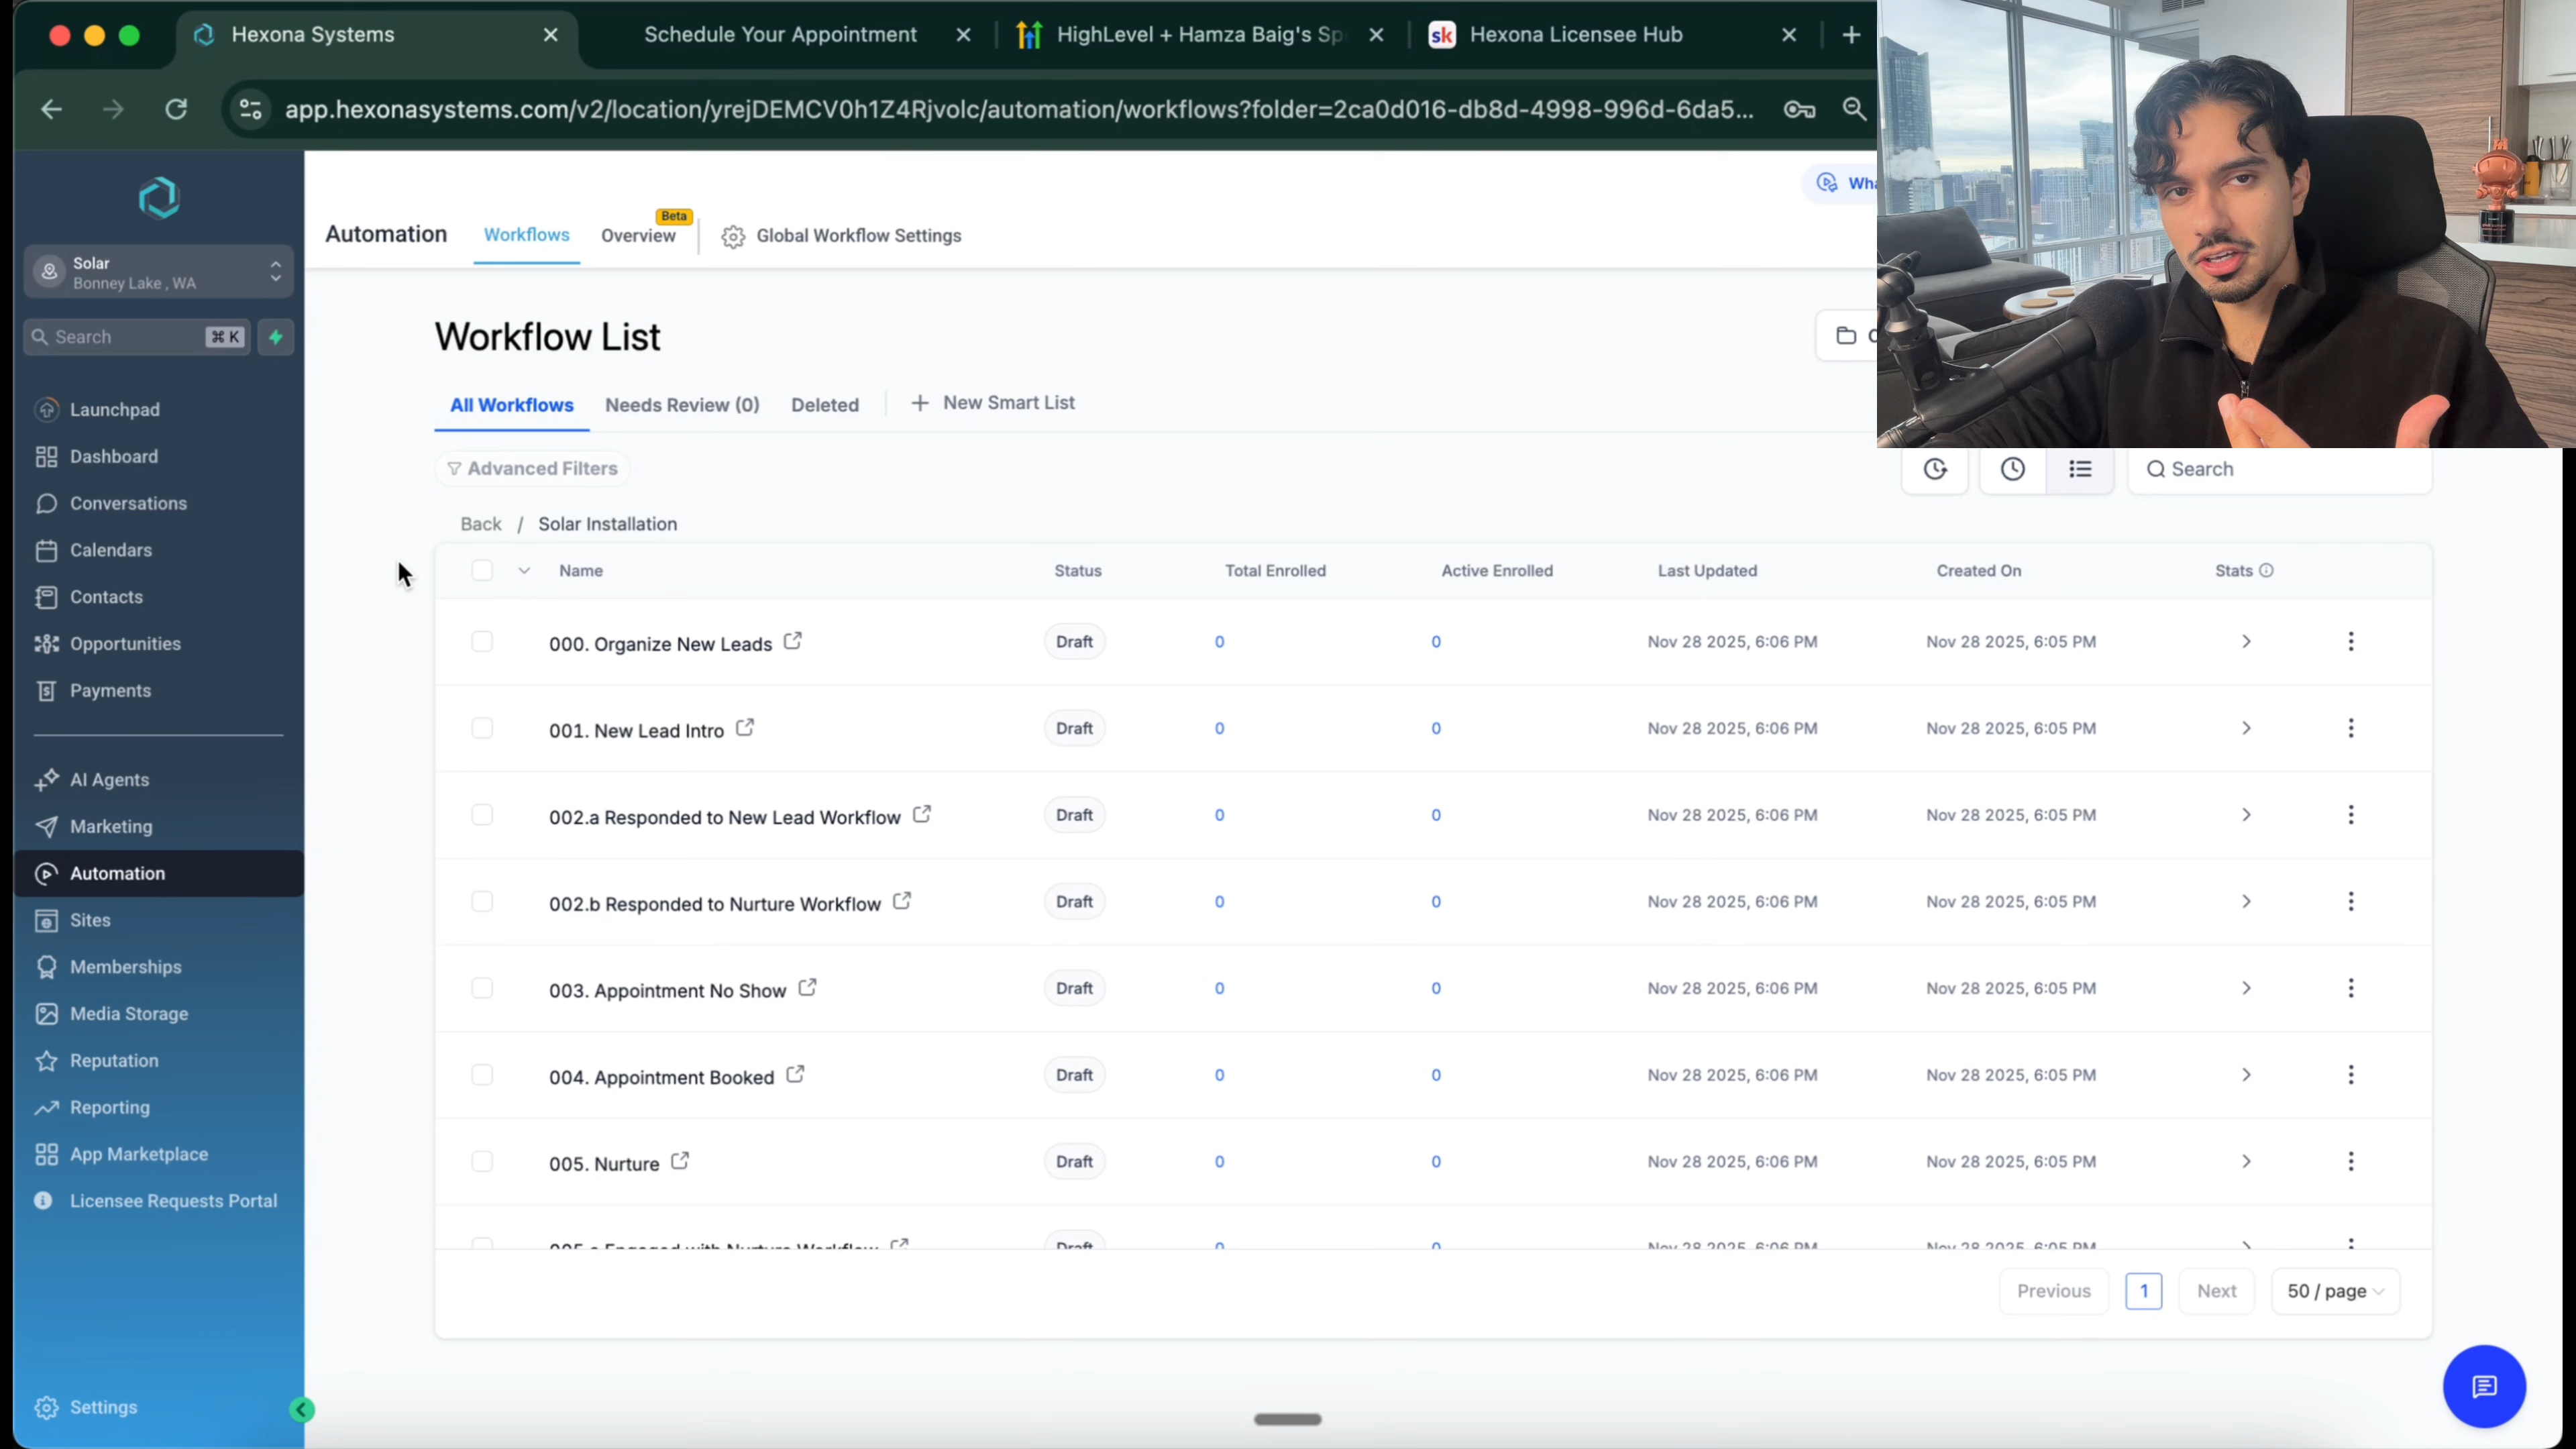 Hexona Systems
Schedule Your Appointment
HighLevel + Hamza Baig's Sp
sk
Hexona Licensee Hub
app.hexonasystems.com/v2/location/yrejDEMCV0h1Z4Rjvolc/automation/workflows?folder=2ca0d016-db8d-4998-996d-6da5...
Solar
Bonney Lake , WA
Search
⌘ K
Launchpad
Dashboard
Conversations
Calendars
Contacts
Opportunities
Payments
AI Agents
Marketing
Automation
Sites
Memberships
Media Storage
Reputation
Reporting
App Marketplace
Licensee Requests Portal
Settings
Automation
Workflows
Overview
Beta
Global Workflow Settings
Workflow List
All Workflows
Needs Review (0)
Deleted
+ New Smart List
Advanced Filters
Search
Back / Solar Installation
Name Status Total Enrolled Active Enrolled Last Updated Created On Stats
000. Organize New Leads Draft 0 0 Nov 28 2025, 6:06 PM Nov 28 2025, 6:05 PM
001. New Lead Intro Draft 0 0 Nov 28 2025, 6:06 PM Nov 28 2025, 6:05 PM
002.a Responded to New Lead Workflow Draft 0 0 Nov 28 2025, 6:06 PM Nov 28 2025, 6:05 PM
002.b Responded to Nurture Workflow Draft 0 0 Nov 28 2025, 6:06 PM Nov 28 2025, 6:05 PM
003. Appointment No Show Draft 0 0 Nov 28 2025, 6:06 PM Nov 28 2025, 6:05 PM
004. Appointment Booked Draft 0 0 Nov 28 2025, 6:06 PM Nov 28 2025, 6:05 PM
005. Nurture Draft 0 0 Nov 28 2025, 6:06 PM Nov 28 2025, 6:05 PM
005.a Engaged with Nurture Workflow Draft 0 0 Nov 28 2025, 6:06 PM Nov 28 2025, 6:05 PM
Previous 1 Next 50 / page